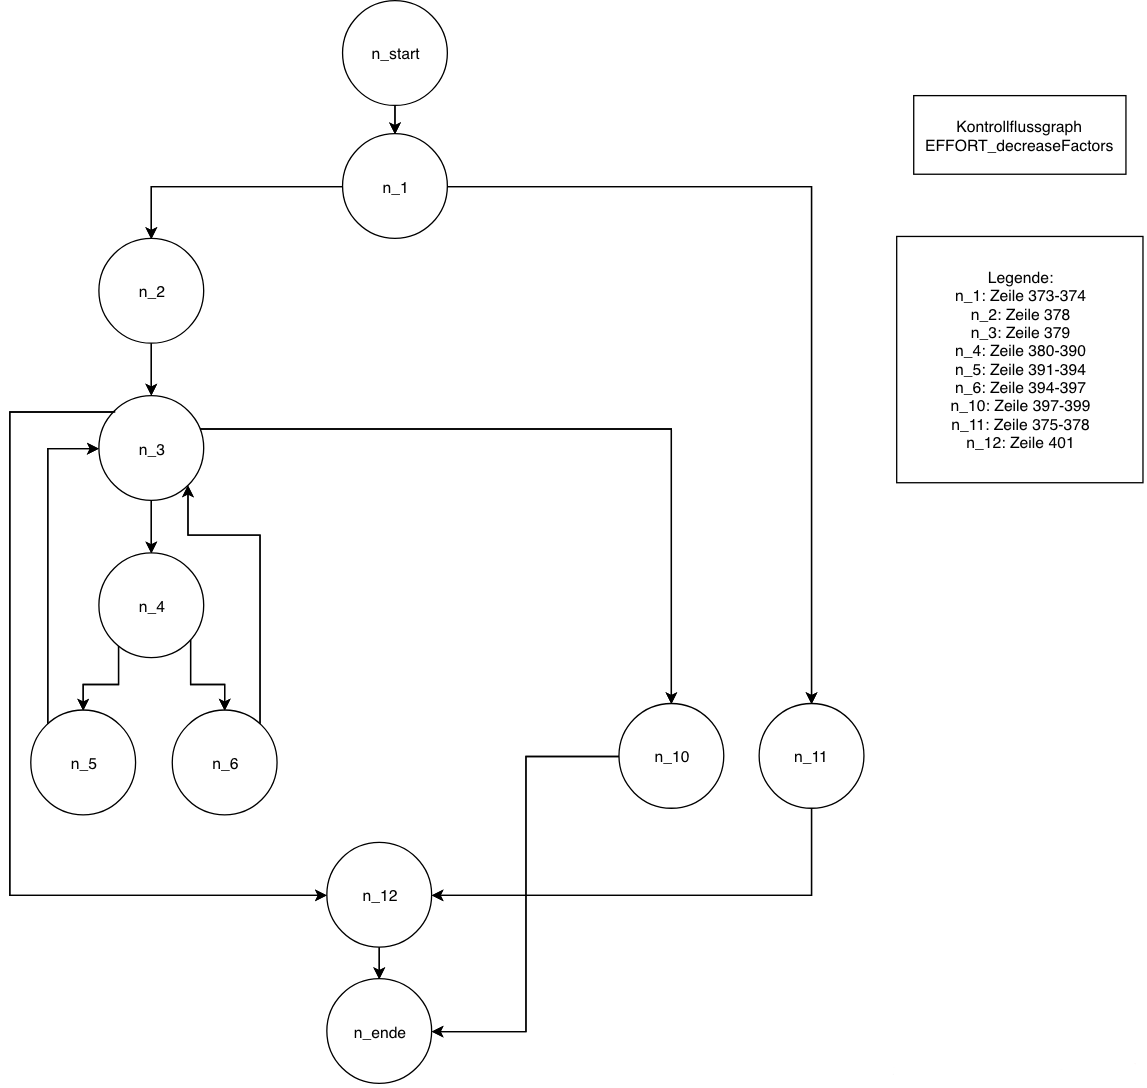 n_start
Kontrollflussgraph
EFFORT_decreaseFactors
n_1
n_2
Legende:
n_1: Zeile 373-374
n_2: Zeile 378
n_3: Zeile 379
n_4: Zeile 380-390
n_5: Zeile 391-394
n_6: Zeile 394-397
n_10: Zeile 397-399
n_11: Zeile 375-378
n_12: Zeile 401
n_3
n_4
n_5
n_6
n_10
n_11
n_12
n_ende